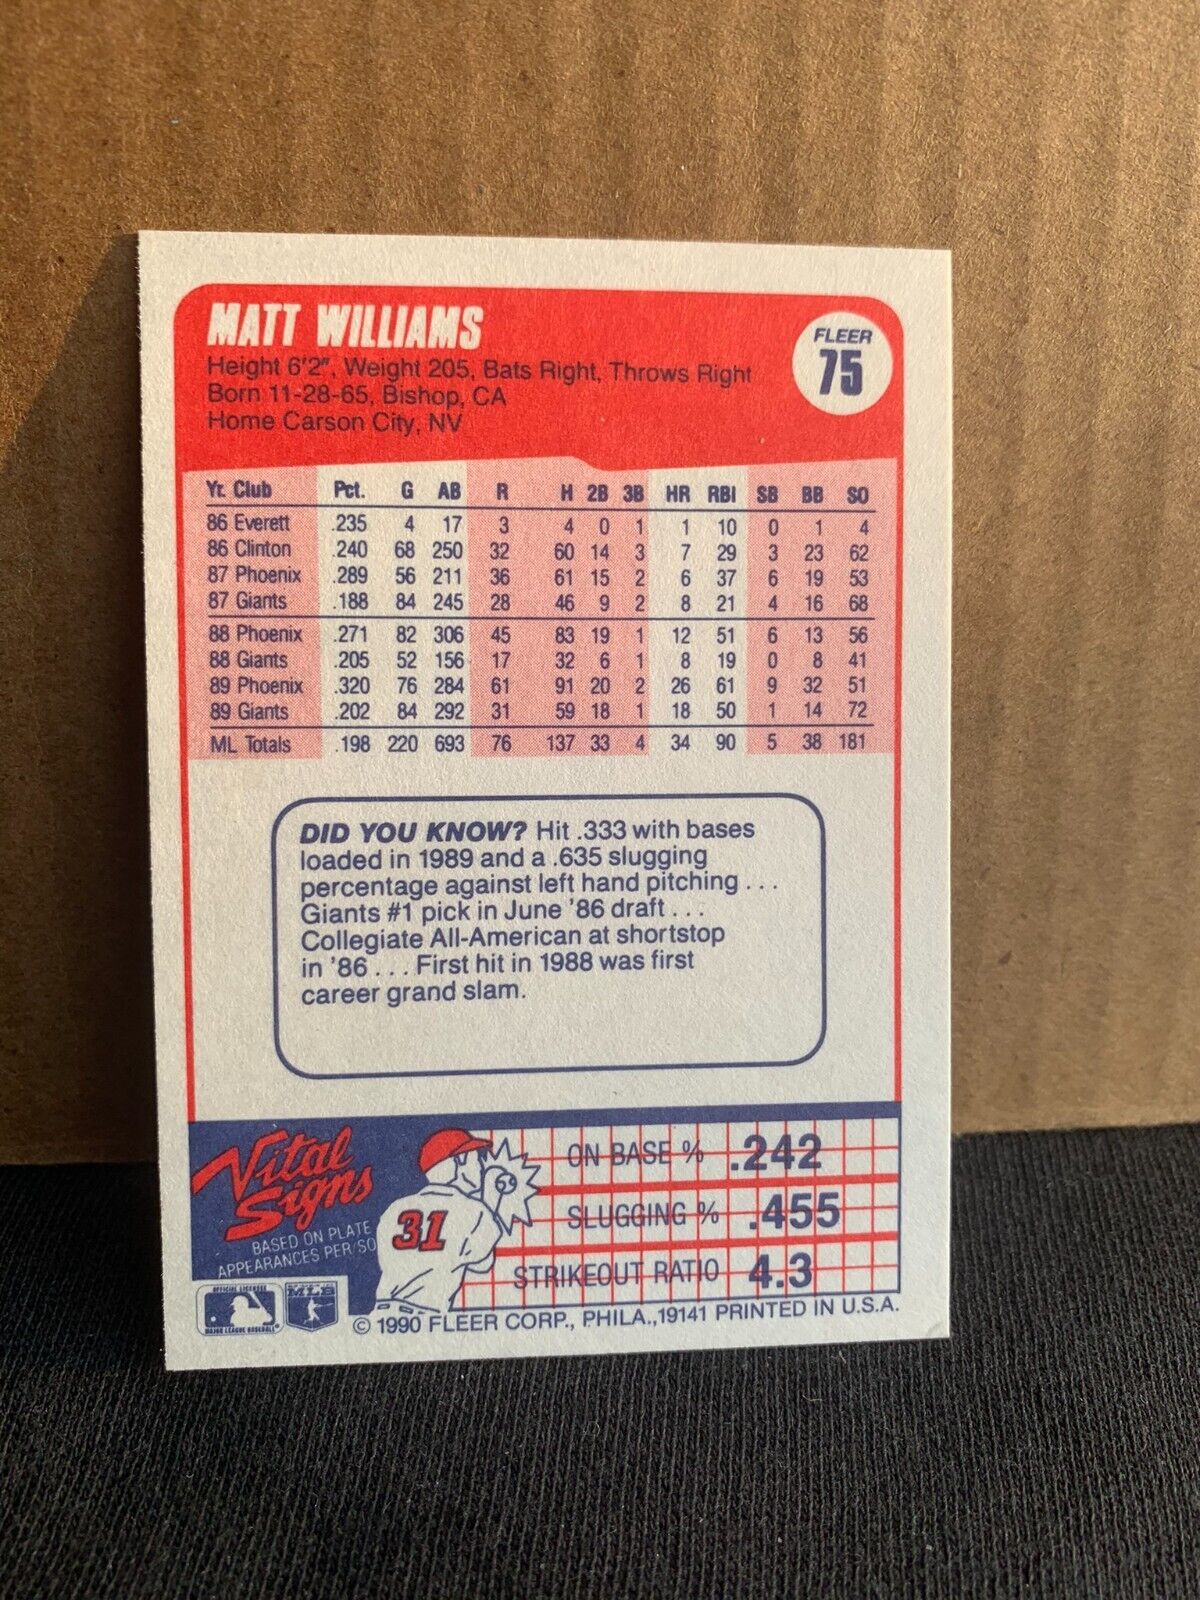 MATT WILLIAMS
Height 6'2", Weight 205, Bats Right, Throws Right
Born 11-28-65, Bishop, CA
Home Carson City, NV
FLEER
75
Yr. Club Pct. G AB R H 2B 3B HR RBI SB BB SO
86 Everett .235 4 17 3 4 0 1 1 10 0 1 4
86 Clinton .240 68 250 32 60 14 3 7 29 3 23 62
87 Phoenix .289 56 211 36 61 15 2 6 37 6 19 53
87 Giants .188 84 245 28 46 9 2 8 21 4 16 68
88 Phoenix .271 82 306 45 83 19 1 12 51 6 13 56
88 Giants .205 52 156 17 32 6 1 8 19 0 8 41
89 Phoenix .320 76 284 61 91 20 2 26 61 9 32 51
89 Giants .202 84 292 31 59 18 1 18 50 1 14 72
ML Totals .198 220 693 76 137 33 4 34 90 5 38 181
DID YOU KNOW? Hit .333 with bases
loaded in 1989 and a .635 slugging
percentage against left hand pitching . . .
Giants #1 pick in June '86 draft . . .
Collegiate All-American at shortstop
in '86 . . . First hit in 1988 was first
career grand slam.
Vital
Signs
BASED ON PLATE
APPEARANCES PER/SO
31
ON BASE % .242
SLUGGING % .455
STRIKEOUT RATIO 4.3
OFFICIAL LICENSEE
MAJOR LEAGUE BASEBALL
© 1990 FLEER CORP., PHILA., 19141 PRINTED IN U.S.A.